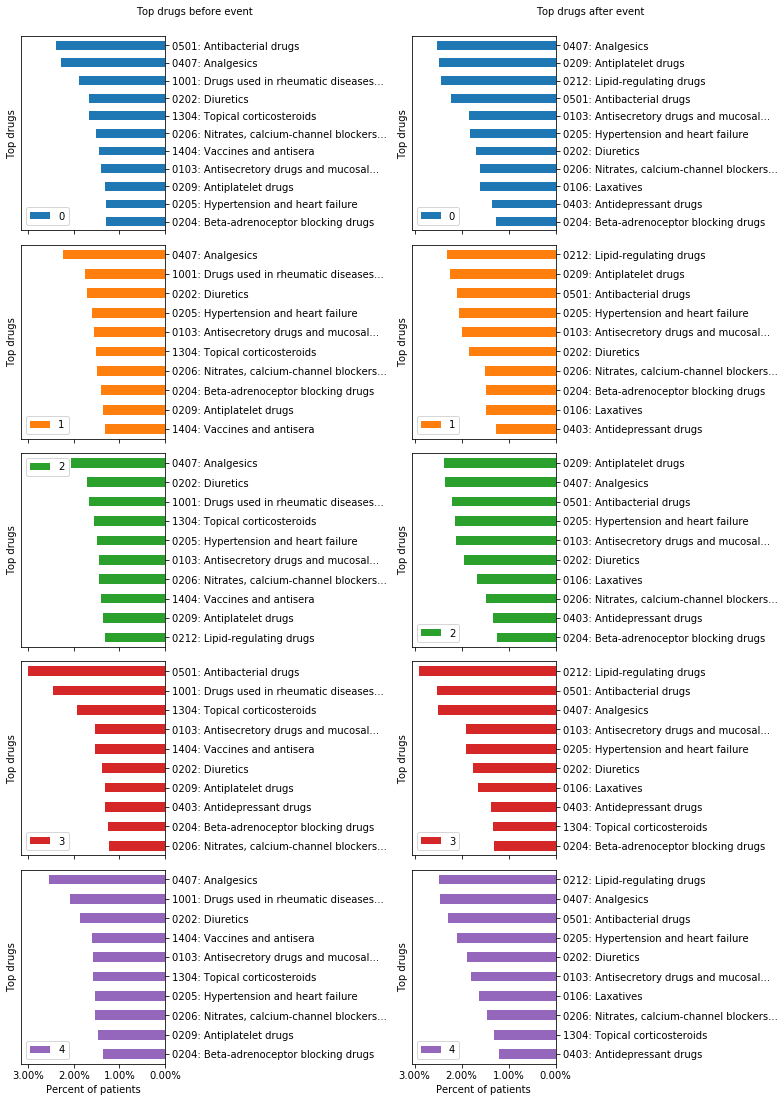 Top drugs before event
Top drugs
0501: Antibacterial drugs
0407: Analgesics
1001: Drugs used in rheumatic diseases...
0202: Diuretics
1304: Topical corticosteroids
0206: Nitrates, calcium-channel blockers...
1404: Vaccines and antisera
0103: Antisecretory drugs and mucosal...
0209: Antiplatelet drugs
0205: Hypertension and heart failure
0204: Beta-adrenoceptor blocking drugs
0
Top drugs after event
Top drugs
0407: Analgesics
0209: Antiplatelet drugs
0212: Lipid-regulating drugs
0501: Antibacterial drugs
0103: Antisecretory drugs and mucosal...
0205: Hypertension and heart failure
0202: Diuretics
0206: Nitrates, calcium-channel blockers...
0106: Laxatives
0403: Antidepressant drugs
0204: Beta-adrenoceptor blocking drugs
0
Top drugs
0407: Analgesics
1001: Drugs used in rheumatic diseases...
0202: Diuretics
0205: Hypertension and heart failure
0103: Antisecretory drugs and mucosal...
1304: Topical corticosteroids
0206: Nitrates, calcium-channel blockers...
0204: Beta-adrenoceptor blocking drugs
0209: Antiplatelet drugs
1404: Vaccines and antisera
1
Top drugs
0212: Lipid-regulating drugs
0209: Antiplatelet drugs
0501: Antibacterial drugs
0205: Hypertension and heart failure
0103: Antisecretory drugs and mucosal...
0202: Diuretics
0206: Nitrates, calcium-channel blockers...
0204: Beta-adrenoceptor blocking drugs
0106: Laxatives
0403: Antidepressant drugs
1
Top drugs
2
0407: Analgesics
0202: Diuretics
1001: Drugs used in rheumatic diseases...
1304: Topical corticosteroids
0205: Hypertension and heart failure
0103: Antisecretory drugs and mucosal...
0206: Nitrates, calcium-channel blockers...
1404: Vaccines and antisera
0209: Antiplatelet drugs
0212: Lipid-regulating drugs
Top drugs
0209: Antiplatelet drugs
0407: Analgesics
0501: Antibacterial drugs
0205: Hypertension and heart failure
0103: Antisecretory drugs and mucosal...
0202: Diuretics
0106: Laxatives
0206: Nitrates, calcium-channel blockers...
0403: Antidepressant drugs
0204: Beta-adrenoceptor blocking drugs
2
Top drugs
0501: Antibacterial drugs
1001: Drugs used in rheumatic diseases...
1304: Topical corticosteroids
0103: Antisecretory drugs and mucosal...
1404: Vaccines and antisera
0202: Diuretics
0209: Antiplatelet drugs
0403: Antidepressant drugs
0204: Beta-adrenoceptor blocking drugs
0206: Nitrates, calcium-channel blockers...
3
Top drugs
0212: Lipid-regulating drugs
0501: Antibacterial drugs
0407: Analgesics
0103: Antisecretory drugs and mucosal...
0205: Hypertension and heart failure
0202: Diuretics
0106: Laxatives
0403: Antidepressant drugs
1304: Topical corticosteroids
0204: Beta-adrenoceptor blocking drugs
3
Top drugs
0407: Analgesics
1001: Drugs used in rheumatic diseases...
0202: Diuretics
1404: Vaccines and antisera
0103: Antisecretory drugs and mucosal...
1304: Topical corticosteroids
0205: Hypertension and heart failure
0206: Nitrates, calcium-channel blockers...
0209: Antiplatelet drugs
0204: Beta-adrenoceptor blocking drugs
4
3.00% 2.00% 1.00% 0.00%
Percent of patients
Top drugs
0212: Lipid-regulating drugs
0407: Analgesics
0501: Antibacterial drugs
0205: Hypertension and heart failure
0202: Diuretics
0103: Antisecretory drugs and mucosal...
0106: Laxatives
0206: Nitrates, calcium-channel blockers...
1304: Topical corticosteroids
0403: Antidepressant drugs
4
3.00% 2.00% 1.00% 0.00%
Percent of patients